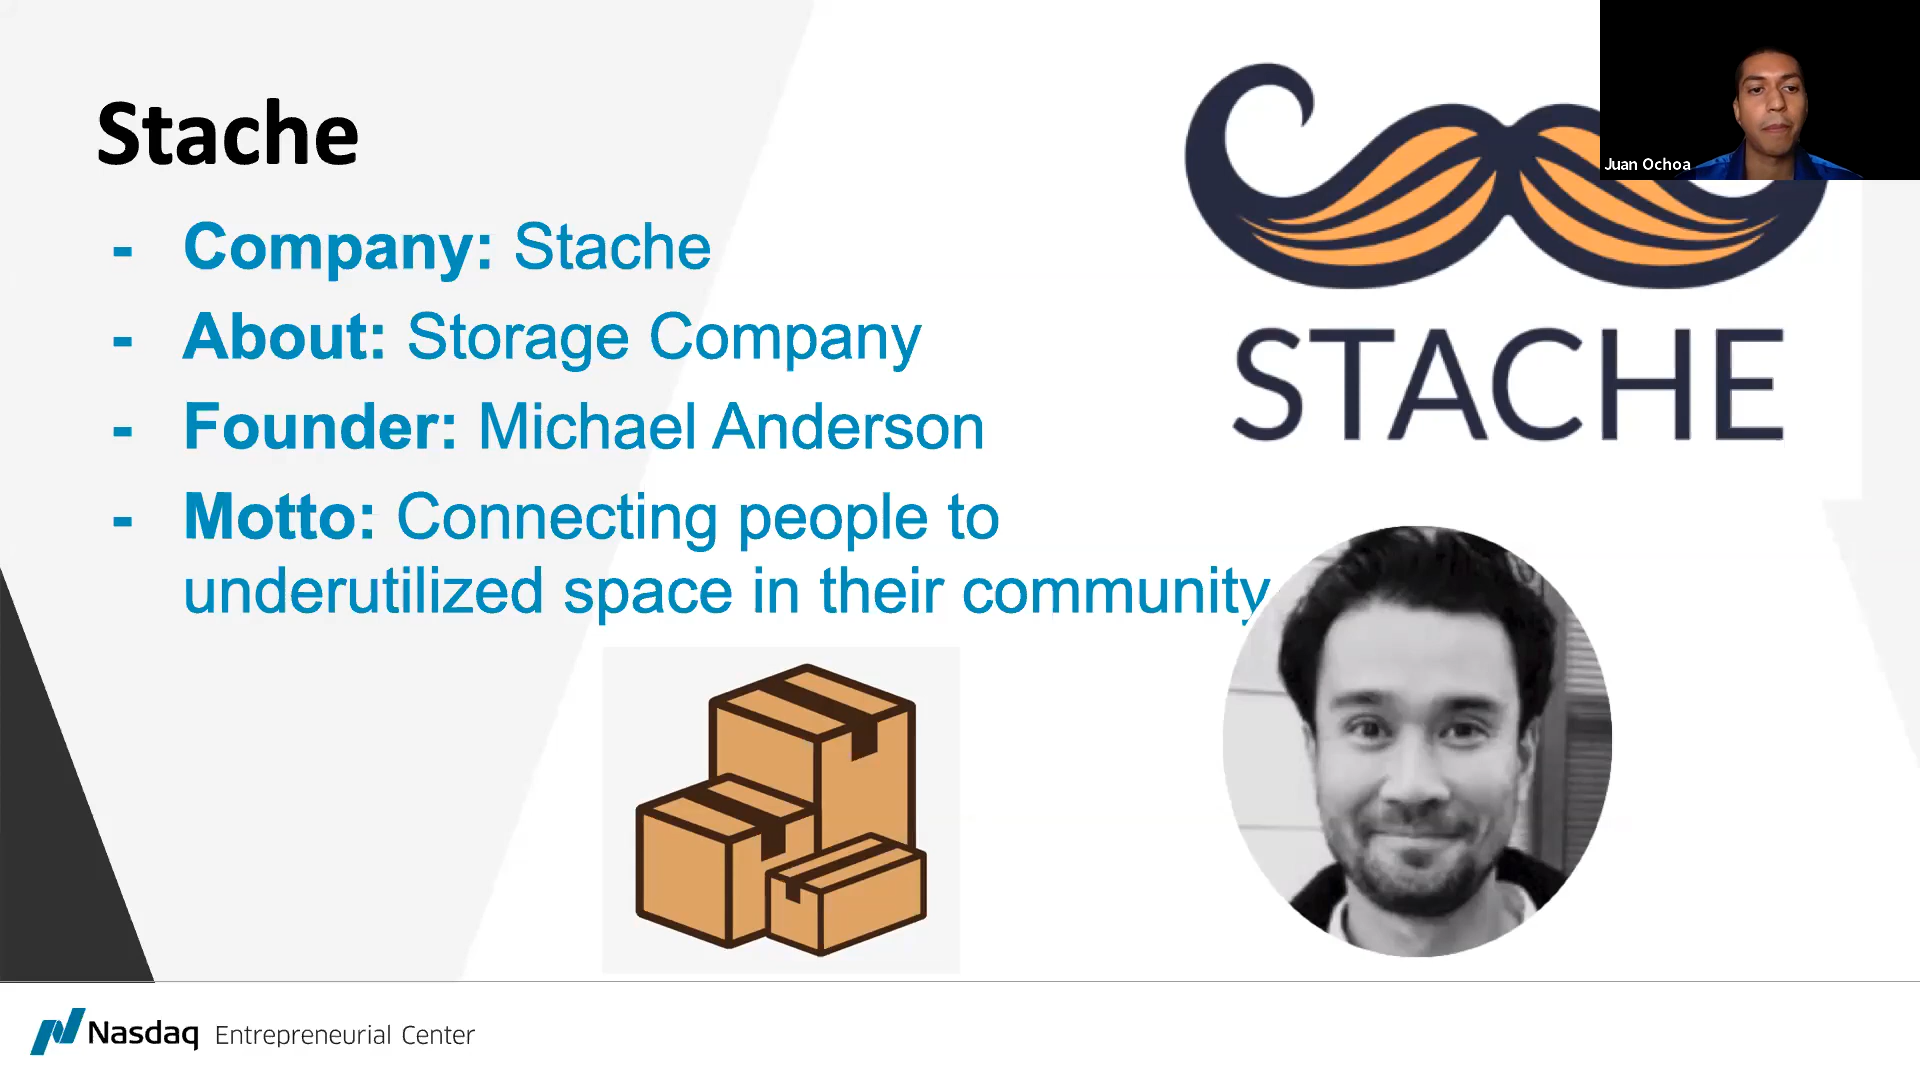 Stache
- Company: Stache
- About: Storage Company
- Founder: Michael Anderson
- Motto: Connecting people to
underutilized space in their community
STACHE
Juan Ochoa
Nasdaq Entrepreneurial Center